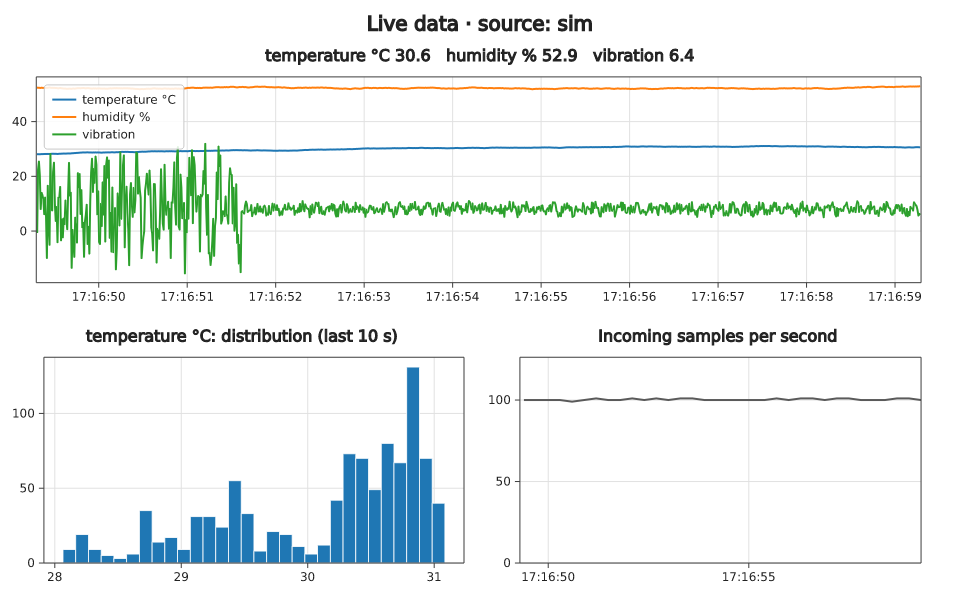 Live data · source: sim
temperature °C 30.6   humidity % 52.9   vibration 6.4
temperature °C
humidity %
vibration
40
20
0
17:16:50 17:16:51 17:16:52 17:16:53 17:16:54 17:16:55 17:16:56 17:16:57 17:16:58 17:16:59
temperature °C: distribution (last 10 s)
100
50
0
28 29 30 31
Incoming samples per second
100
50
0
17:16:50 17:16:55